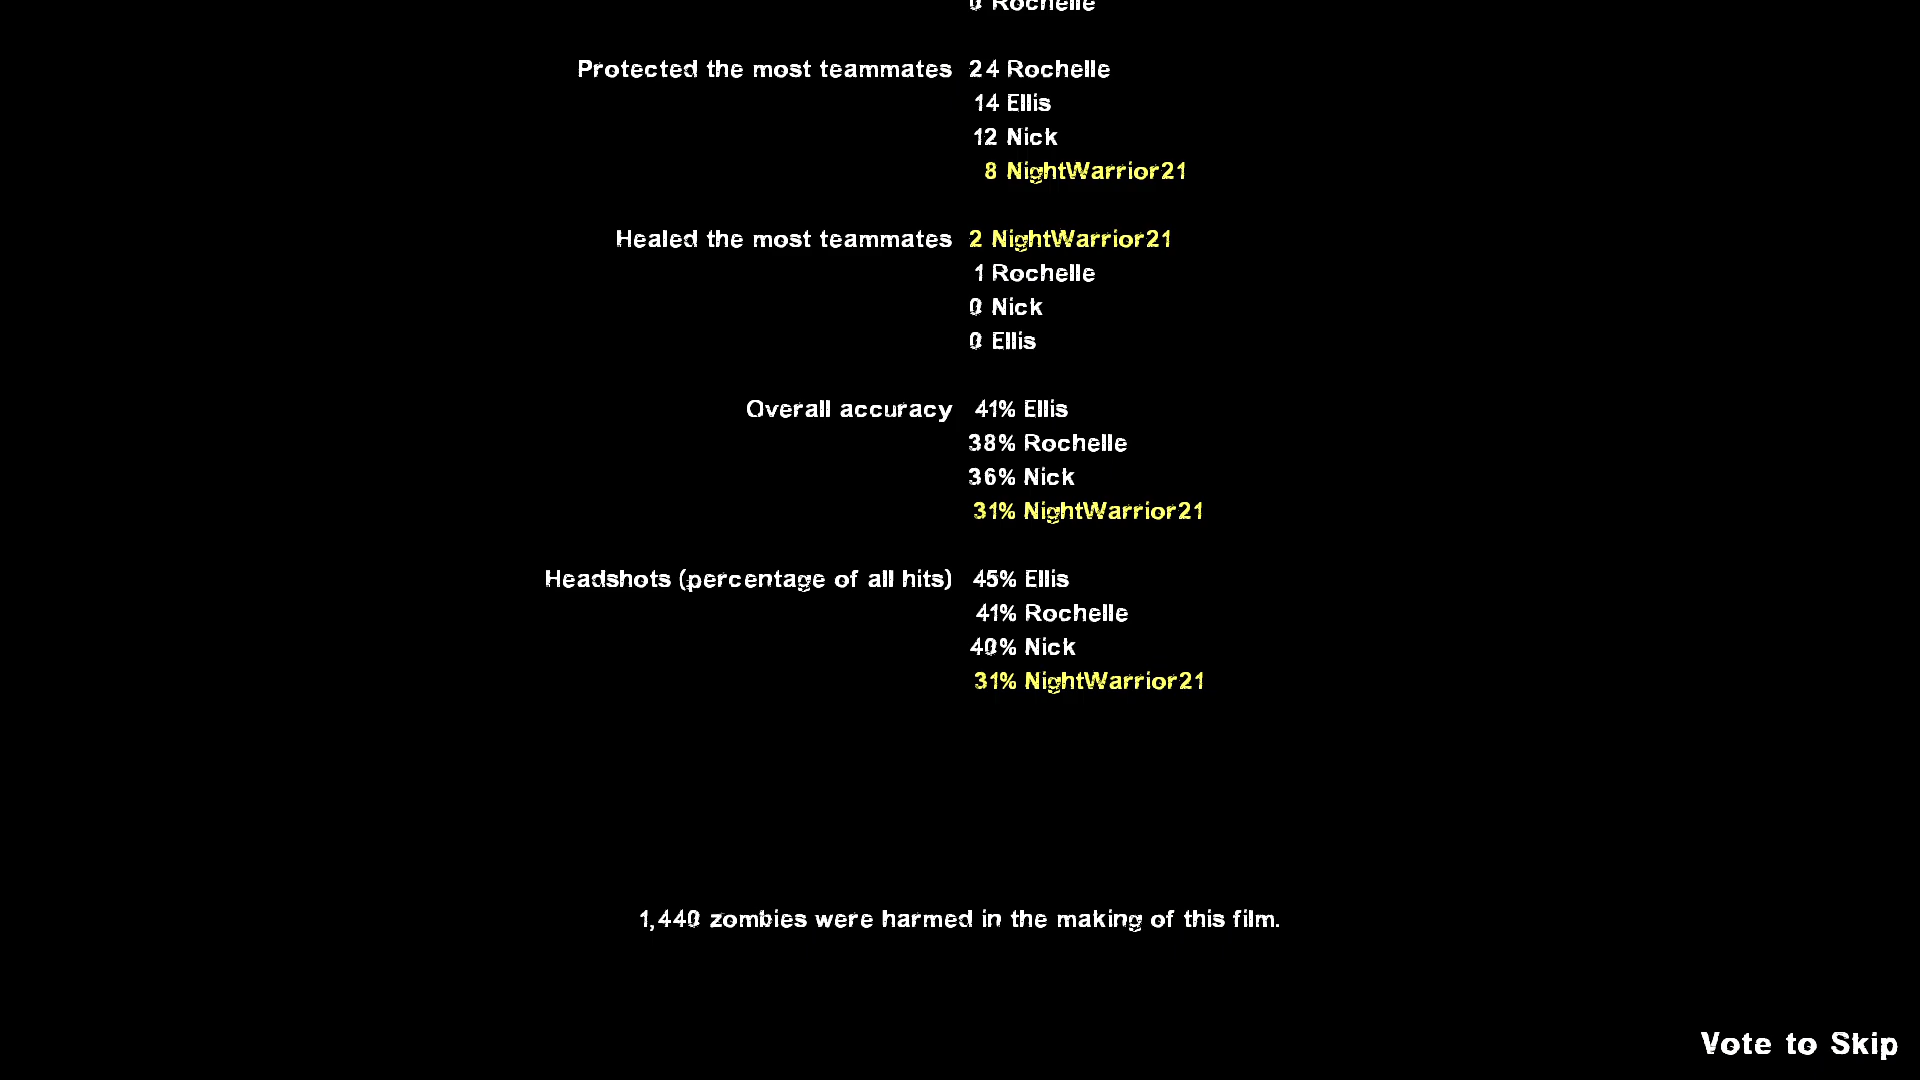 0 Rochelle
Protected the most teammates 24 Rochelle
14 Ellis
12 Nick
8 NightWarrior21
Healed the most teammates 2 NightWarrior21
1 Rochelle
0 Nick
0 Ellis
Overall accuracy 41% Ellis
38% Rochelle
36% Nick
31% NightWarrior21
Headshots (percentage of all hits) 45% Ellis
41% Rochelle
40% Nick
31% NightWarrior21
1,440 zombies were harmed in the making of this film.
Vote to Skip